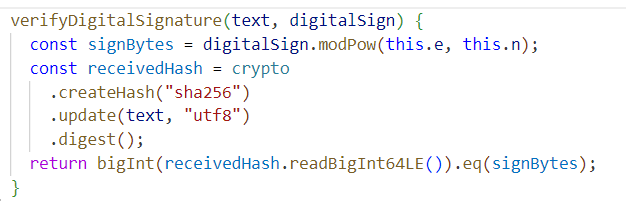 verifyDigitalSignature(text, digitalSign) {
  const signBytes = digitalSign.modPow(this.e, this.n);
  const receivedHash = crypto
    .createHash("sha256")
    .update(text, "utf8")
    .digest();
  return bigInt(receivedHash.readBigInt64LE()).eq(signBytes);
}